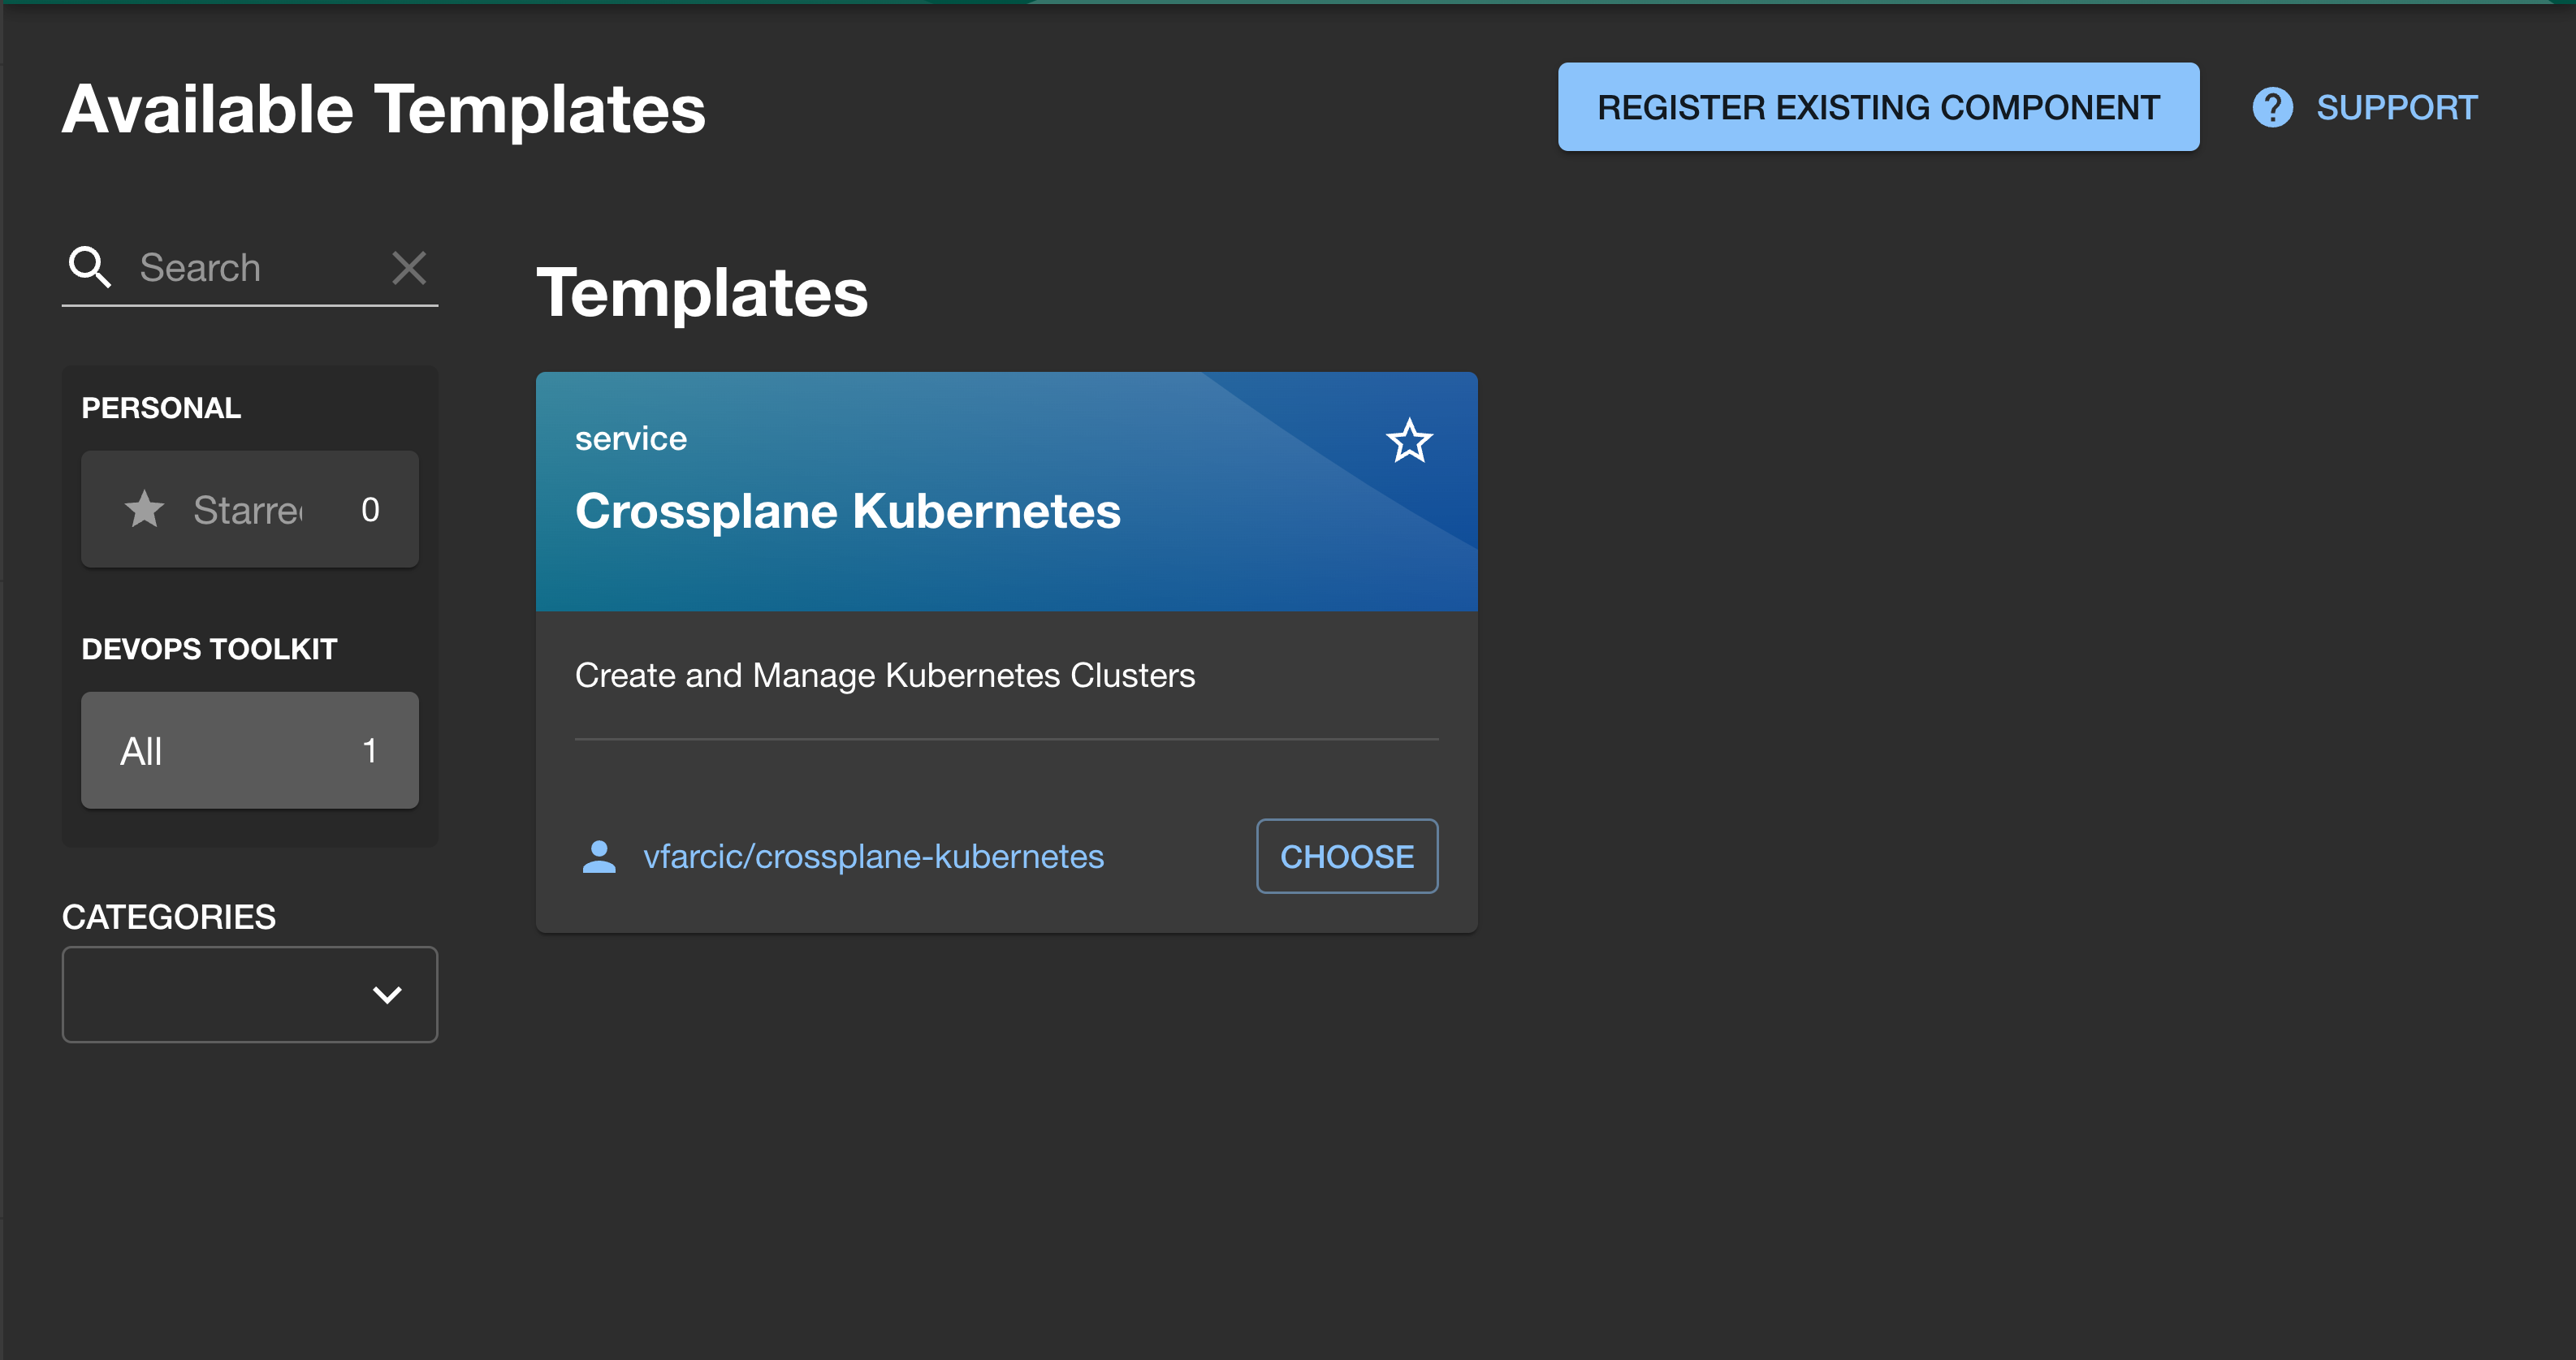 Available Templates
REGISTER EXISTING COMPONENT
SUPPORT
Search
PERSONAL
Starre 0
DEVOPS TOOLKIT
All 1
CATEGORIES
Templates
service
Crossplane Kubernetes
Create and Manage Kubernetes Clusters
vfarcic/crossplane-kubernetes
CHOOSE